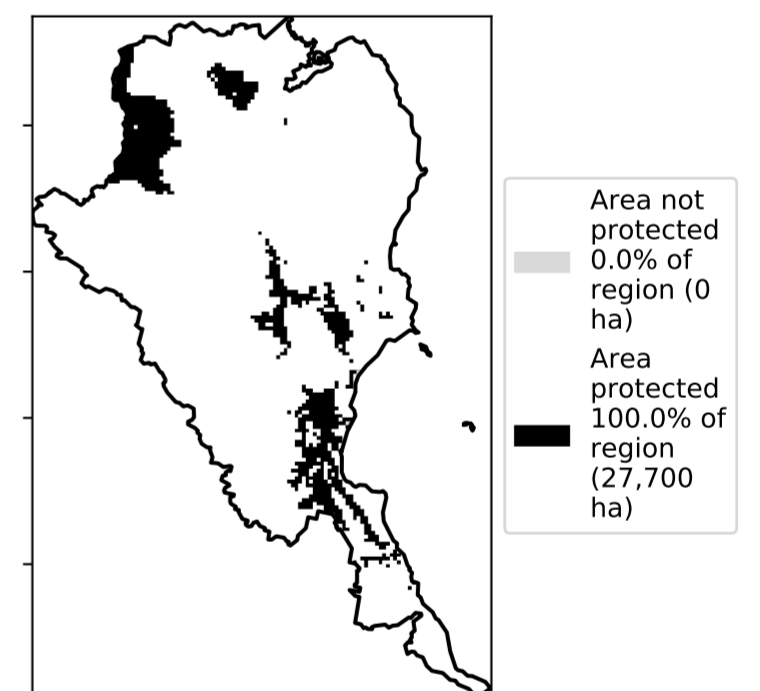 Area not
protected
0.0% of
region (0
ha)
Area
protected
100.0% of
region
(27,700
ha)